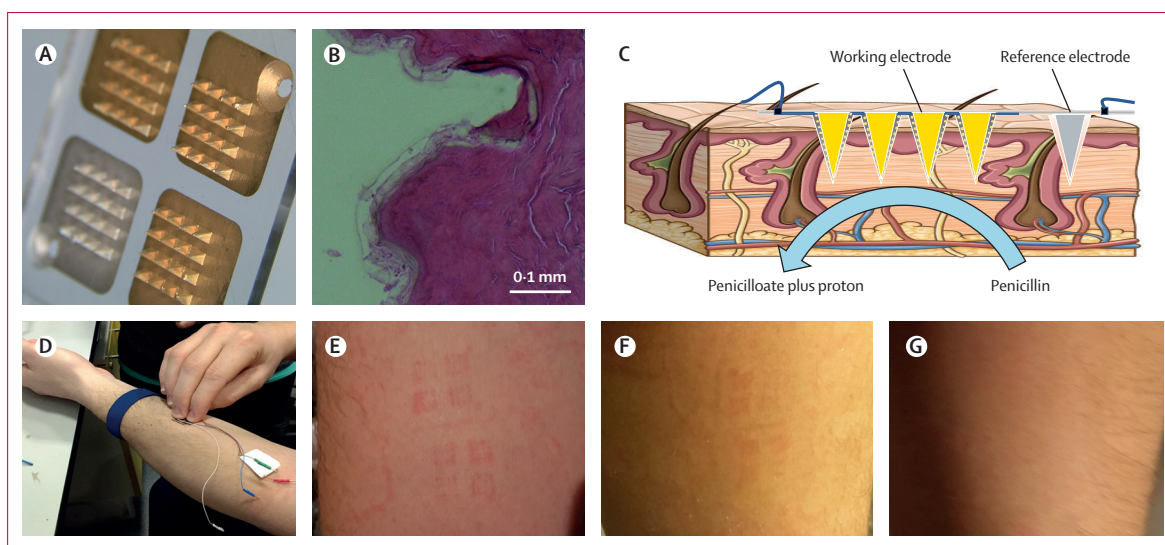 A
B
0·1 mm
C
Working electrode
Reference electrode
Penicilloate plus proton
Penicillin
D
E
F
G